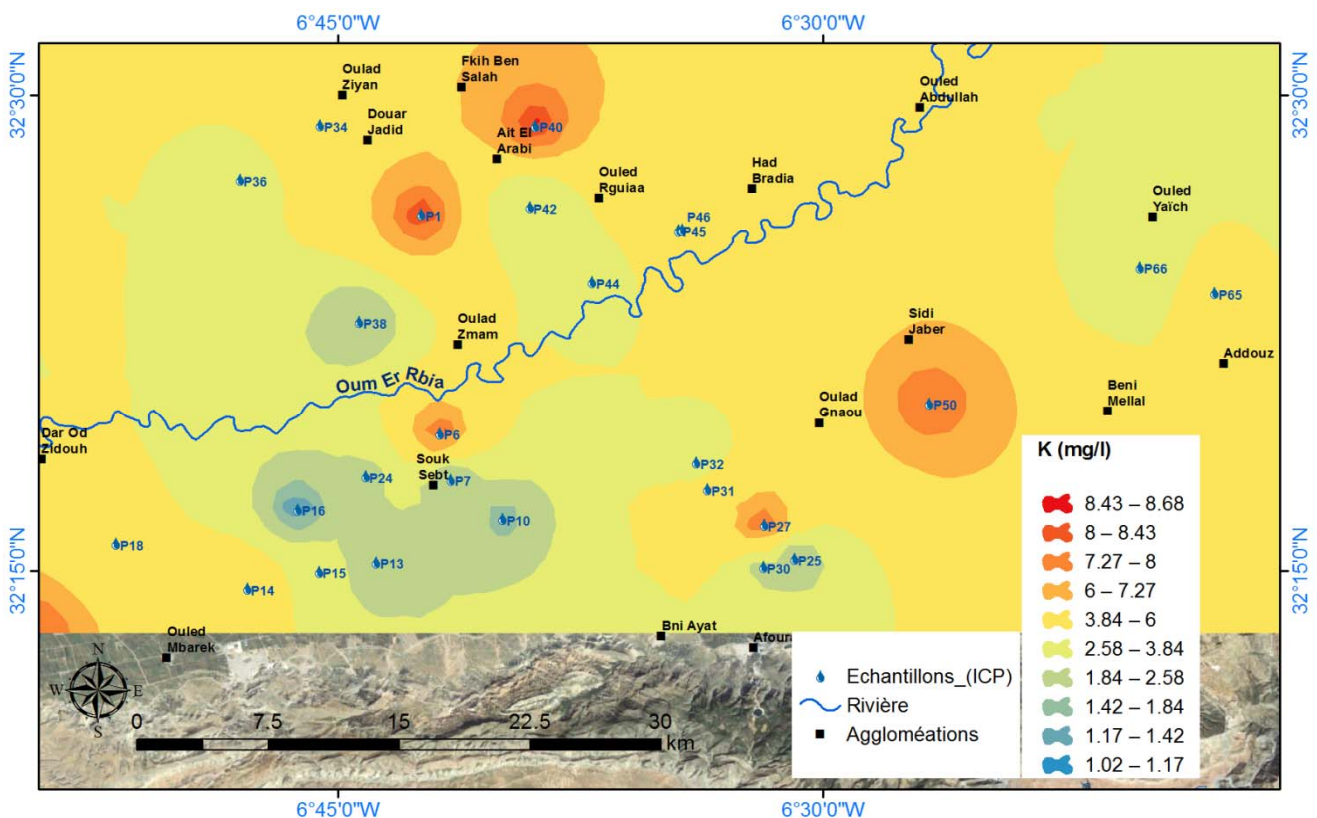 6°45'0"W
6°30'0"W
32°30'0"N
32°30'0"N
Oulad
Ziyan
Fkih Ben
Salah
Ouled
Abdullah
P34
Douar
Jadid
P40
Ait El
Arabi
Had
Bradia
P36
Ouled
Rguiaa
Ouled
Yaïch
P1
P42
P46
P45
P66
P44
P65
P38
Oulad
Zmam
Sidi
Jaber
Addouz
Oum Er Rbia
Oulad
Gnaou
P50
Beni
Mellal
Dar Od
Zidouh
P6
Souk
Sebt
P24
P7
P32
P31
P16
P10
P27
P18
P13
P25
P30
P15
P14
32°15'0"N
32°15'0"N
Ouled
Mbarek
Bni Ayat
Afoura
N
W
E
S
0
7.5
15
22.5
30
km
Echantillons_(ICP)
Rivière
Aggloméations
K (mg/l)
8.43 – 8.68
8 – 8.43
7.27 – 8
6 – 7.27
3.84 – 6
2.58 – 3.84
1.84 – 2.58
1.42 – 1.84
1.17 – 1.42
1.02 – 1.17
6°45'0"W
6°30'0"W